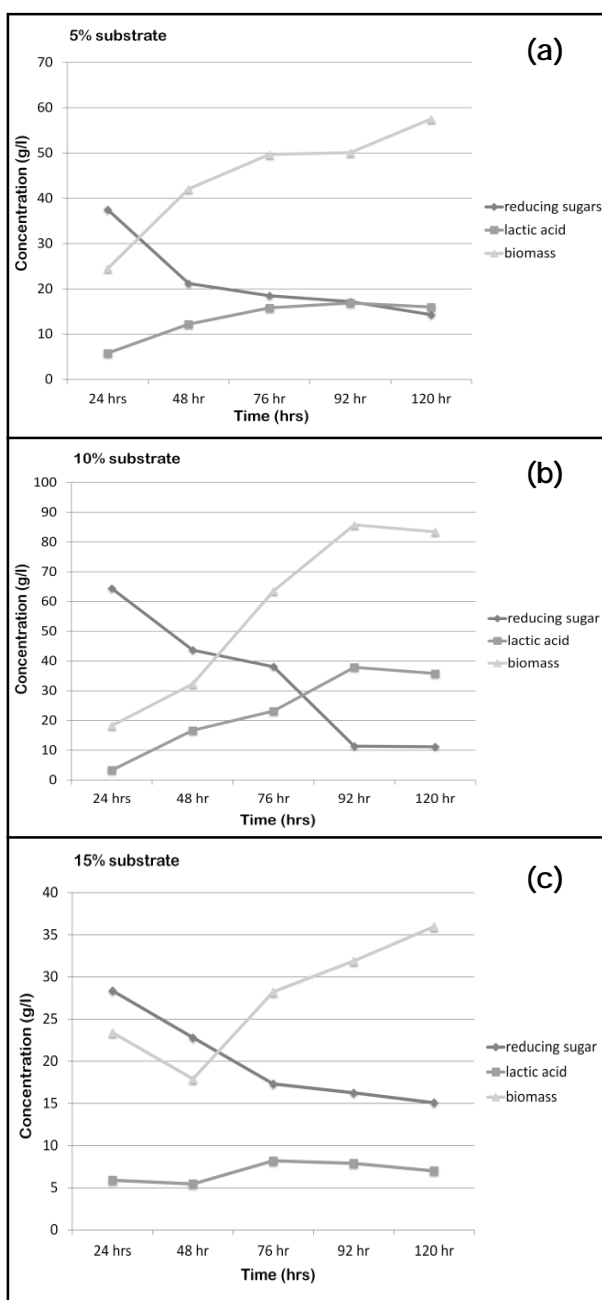 5% substrate
(a)
70
60
50
40
30
20
10
0
Concentration (g/l)
24 hrs
48 hr
76 hr
92 hr
120 hr
Time (hrs)
reducing sugars
lactic acid
biomass
10% substrate
(b)
100
90
80
70
60
50
40
30
20
10
0
Concentration (g/l)
24 hrs
48 hr
76 hr
92 hr
120 hr
Time (hrs)
reducing sugar
lactic acid
biomass
15% substrate
(c)
40
35
30
25
20
15
10
5
0
Concentration (g/l)
24 hrs
48 hr
76 hr
92 hr
120 hr
Time (hrs)
reducing sugar
lactic acid
biomass